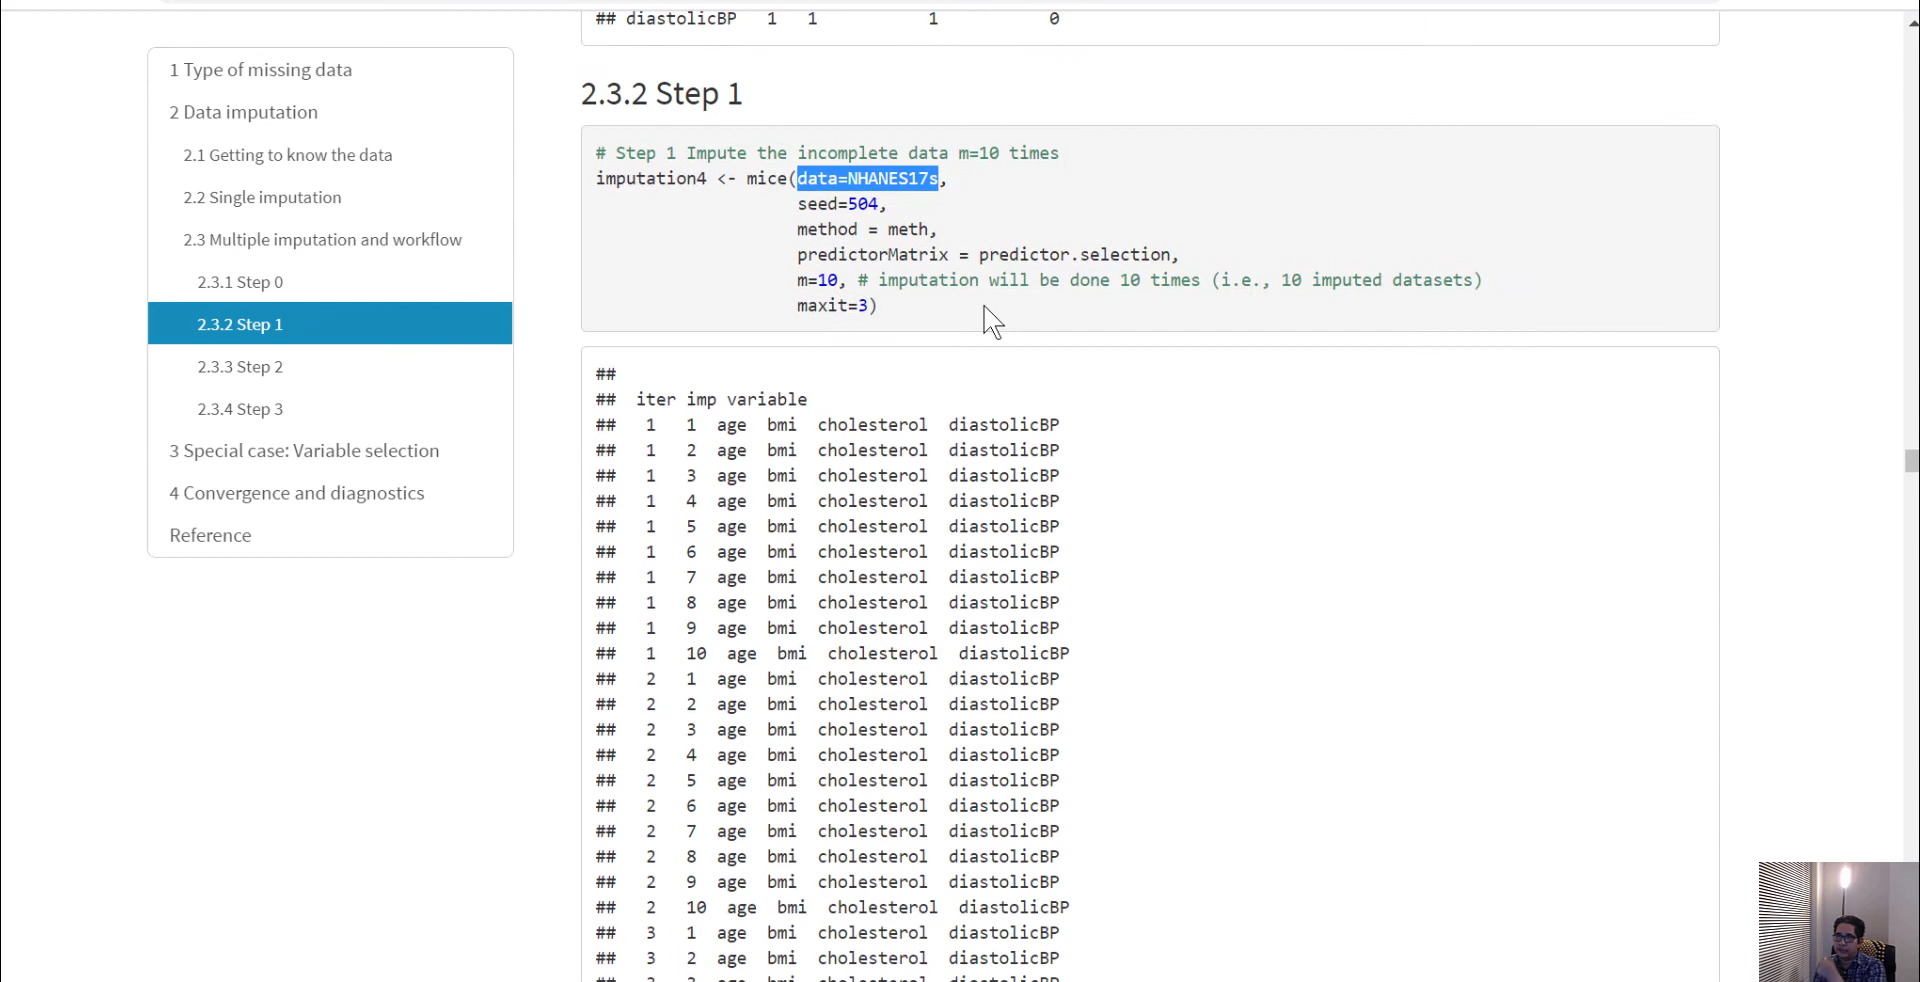 ## diastolicBP 1 1 1 0
1 Type of missing data
2 Data imputation
2.1 Getting to know the data
2.2 Single imputation
2.3 Multiple imputation and workflow
2.3.1 Step 0
2.3.2 Step 1
2.3.3 Step 2
2.3.4 Step 3
3 Special case: Variable selection
4 Convergence and diagnostics
Reference
2.3.2 Step 1
# Step 1 Impute the incomplete data m=10 times
imputation4 <- mice(data=NHANES17s,
seed=504,
method = meth,
predictorMatrix = predictor.selection,
m=10, # imputation will be done 10 times (i.e., 10 imputed datasets)
maxit=3)
##
## iter imp variable
## 1 1 age bmi cholesterol diastolicBP
## 1 2 age bmi cholesterol diastolicBP
## 1 3 age bmi cholesterol diastolicBP
## 1 4 age bmi cholesterol diastolicBP
## 1 5 age bmi cholesterol diastolicBP
## 1 6 age bmi cholesterol diastolicBP
## 1 7 age bmi cholesterol diastolicBP
## 1 8 age bmi cholesterol diastolicBP
## 1 9 age bmi cholesterol diastolicBP
## 1 10 age bmi cholesterol diastolicBP
## 2 1 age bmi cholesterol diastolicBP
## 2 2 age bmi cholesterol diastolicBP
## 2 3 age bmi cholesterol diastolicBP
## 2 4 age bmi cholesterol diastolicBP
## 2 5 age bmi cholesterol diastolicBP
## 2 6 age bmi cholesterol diastolicBP
## 2 7 age bmi cholesterol diastolicBP
## 2 8 age bmi cholesterol diastolicBP
## 2 9 age bmi cholesterol diastolicBP
## 2 10 age bmi cholesterol diastolicBP
## 3 1 age bmi cholesterol diastolicBP
## 3 2 age bmi cholesterol diastolicBP